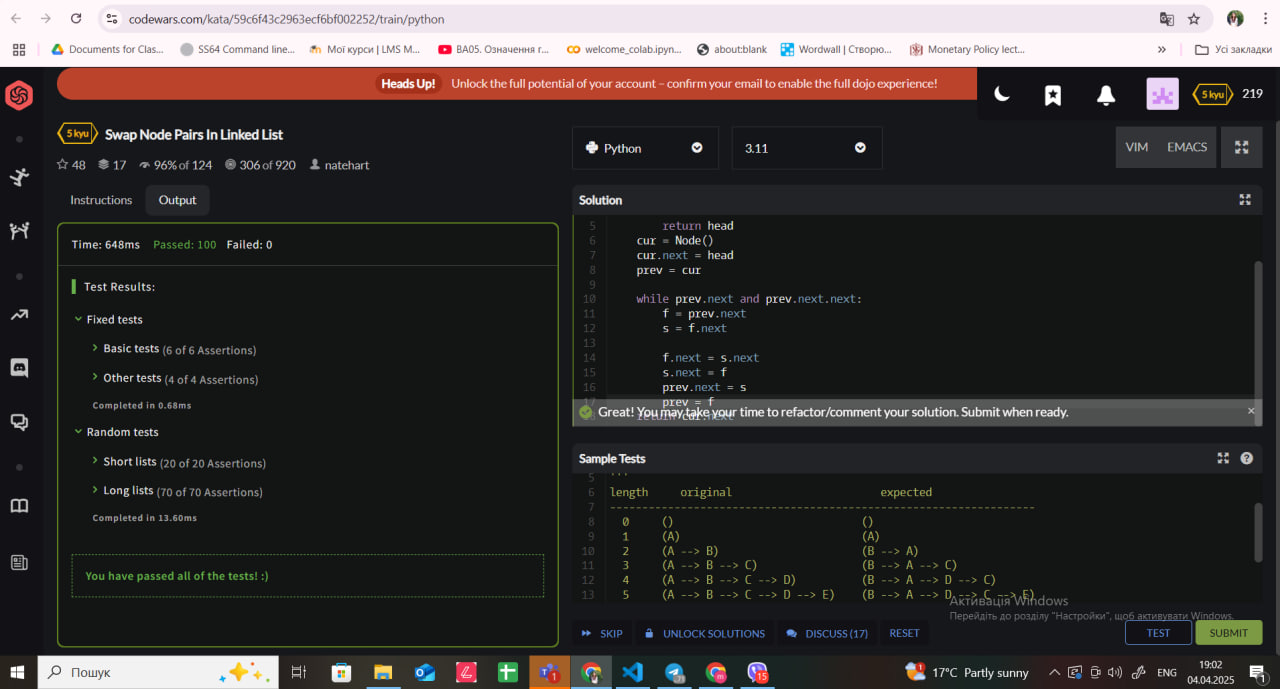 codewars.com/kata/59c6f43c2963ecf6bf002252/train/python
Documents for Clas...
SS64 Command line...
Мої курси | LMS M...
BA05. Означення г...
welcome_colab.ipyn...
about:blank
Wordwall | Створю...
Monetary Policy lect...
»
Усі закладки
Heads Up! Unlock the full potential of your account – confirm your email to enable the full dojo experience!
5 kyu 219
5 kyu Swap Node Pairs In Linked List
48 17 96% of 124 306 of 920 natehart
Python
3.11
VIM EMACS
Instructions Output
Time: 648ms Passed: 100 Failed: 0
Test Results:
Fixed tests
Basic tests (6 of 6 Assertions)
Other tests (4 of 4 Assertions)
Completed in 0.68ms
Random tests
Short lists (20 of 20 Assertions)
Long lists (70 of 70 Assertions)
Completed in 13.60ms
You have passed all of the tests! :)
Solution
5 return head
6 cur = Node()
7 cur.next = head
8 prev = cur
9
10 while prev.next and prev.next.next:
11 f = prev.next
12 s = f.next
13
14 f.next = s.next
15 s.next = f
16 prev.next = s
17 prev = f
return cur.next
Great! You may take your time to refactor/comment your solution. Submit when ready. ×
Sample Tests
5 '''
6 length original expected
7 ----------------------------------------------------------------
8 0 () ()
9 1 (A) (A)
10 2 (A --> B) (B --> A)
11 3 (A --> B --> C) (B --> A --> C)
12 4 (A --> B --> C --> D) (B --> A --> D --> C)
13 5 (A --> B --> C --> D --> E) (B --> A --> D --> C --> E)
Активація Windows
Перейдіть до розділу "Настройки", щоб активувати Windows.
SKIP UNLOCK SOLUTIONS DISCUSS (17) RESET TEST SUBMIT
Пошук
1
15
1
17°C Partly sunny
ENG
19:02
04.04.2025
1